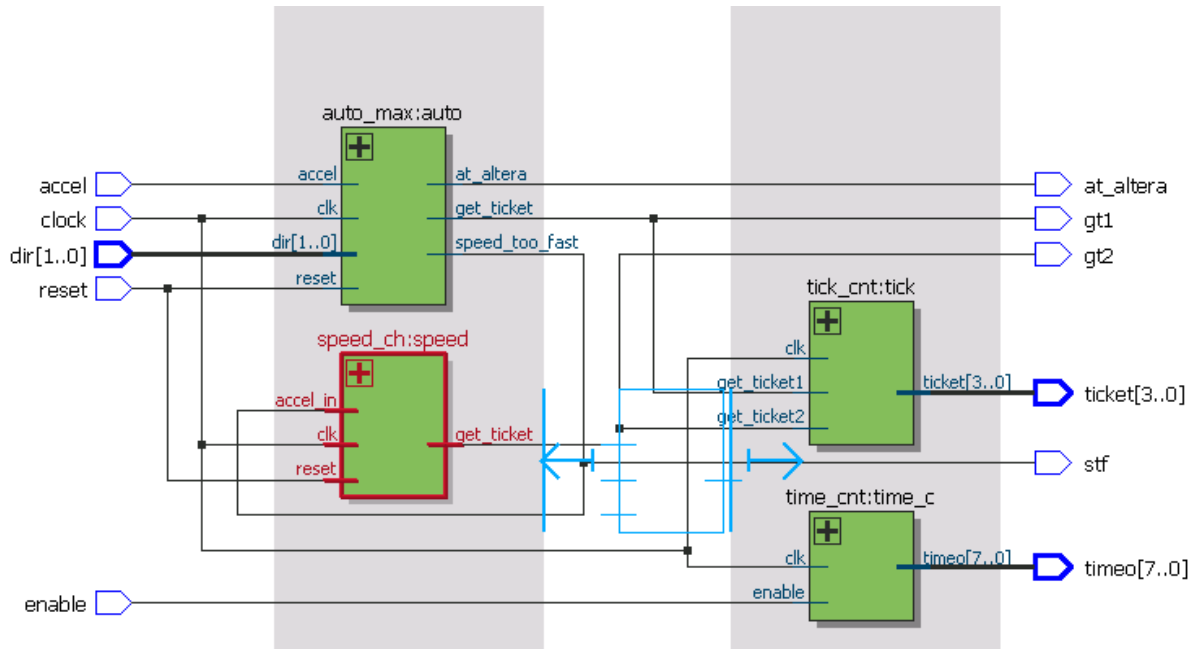 auto_max:auto
accel
accel
at_altera
at_altera
clock
clk
get_ticket
gt1
dir[1..0]
dir[1..0]
speed_too_fast
gt2
reset
reset
tick_cnt:tick
speed_ch:speed
clk
accel_in
get_ticket1
ticket[3..0]
ticket[3..0]
get_ticket2
clk
get_ticket
reset
stf
time_cnt:time_c
clk
timeo[7..0]
timeo[7..0]
enable
enable